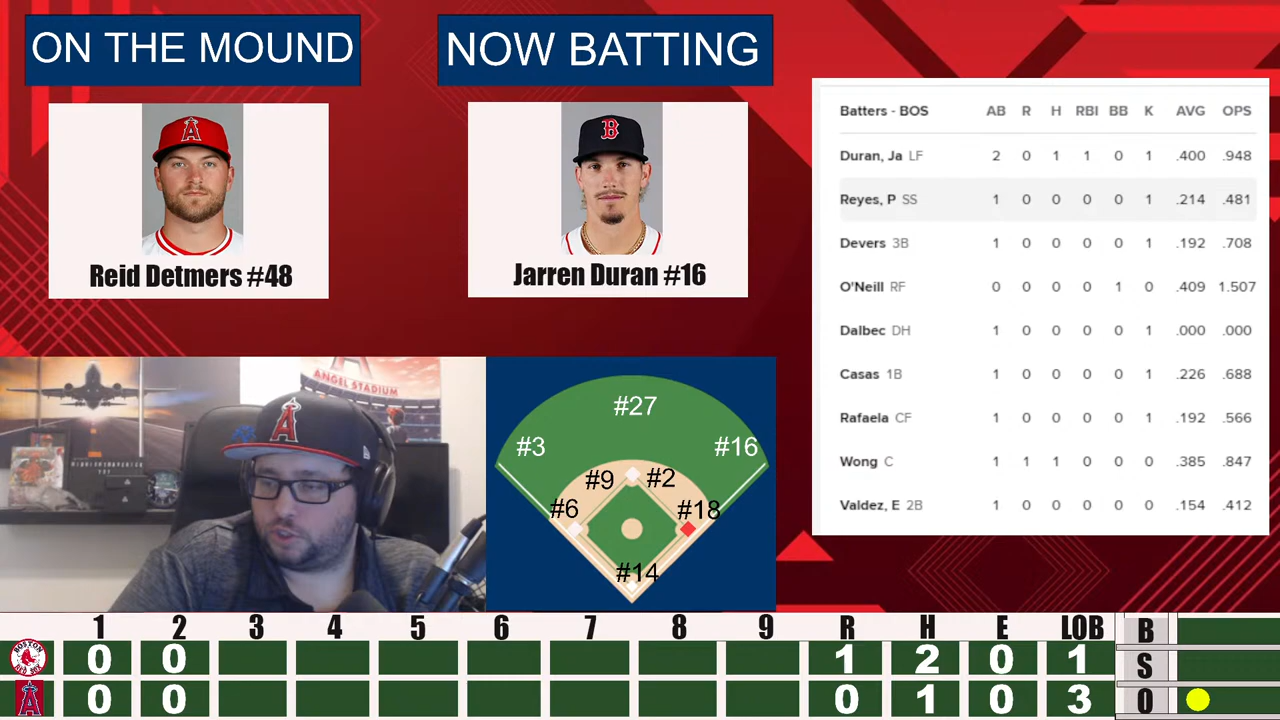 ON THE MOUND
NOW BATTING
Reid Detmers #48
Jarren Duran #16
Batters - BOS AB R H RBI BB K AVG OPS
Duran, Ja LF 2 0 1 1 0 1 .400 .948
Reyes, P SS 1 0 0 0 0 1 .214 .481
Devers 3B 1 0 0 0 0 1 .192 .708
O'Neill RF 0 0 0 0 1 0 .409 1.507
Dalbec DH 1 0 0 0 0 1 .000 .000
Casas 1B 1 0 0 0 0 1 .226 .688
Rafaela CF 1 0 0 0 0 1 .192 .566
Wong C 1 1 1 0 0 0 .385 .847
Valdez, E 2B 1 0 0 0 0 0 .154 .412
ANGEL STADIUM
#27
#3 #16
#9 #2
#6 #18
#14
1 2 3 4 5 6 7 8 9 R H E LOB B
0 0 1 2 0 1 S
0 0 0 1 0 3 O